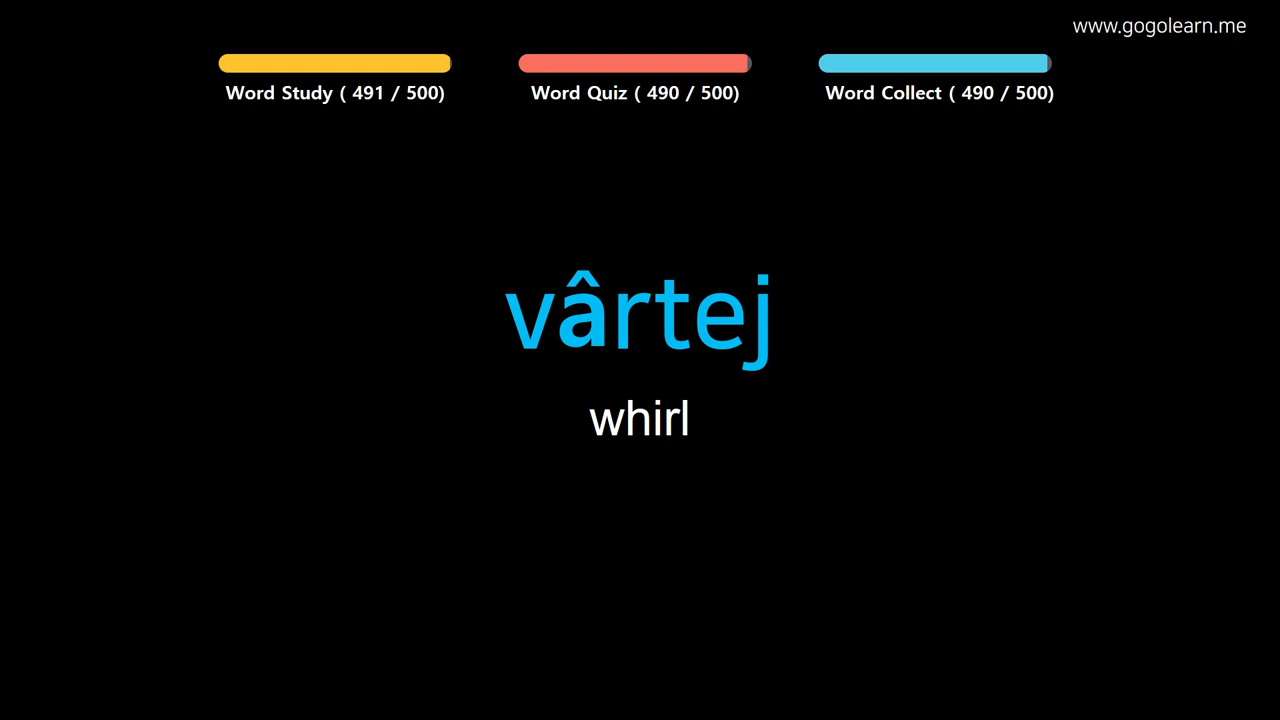 www.gogolearn.me
Word Study ( 491 / 500)
Word Quiz ( 490 / 500)
Word Collect ( 490 / 500)
vârtej
whirl